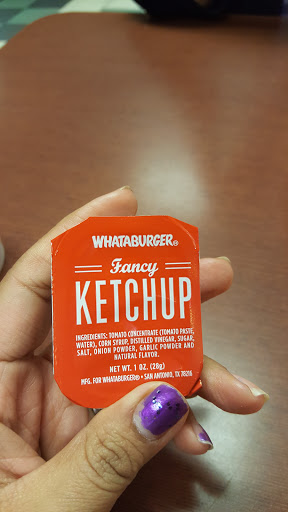 WHATABURGER®
Fancy
KETCHUP
INGREDIENTS: TOMATO CONCENTRATE (TOMATO PASTE,
WATER), CORN SYRUP, DISTILLED VINEGAR, SUGAR,
SALT, ONION POWDER, GARLIC POWDER AND
NATURAL FLAVOR.
NET WT. 1 OZ. (28g)
MFG. FOR WHATABURGER® • SAN ANTONIO, TX 78216